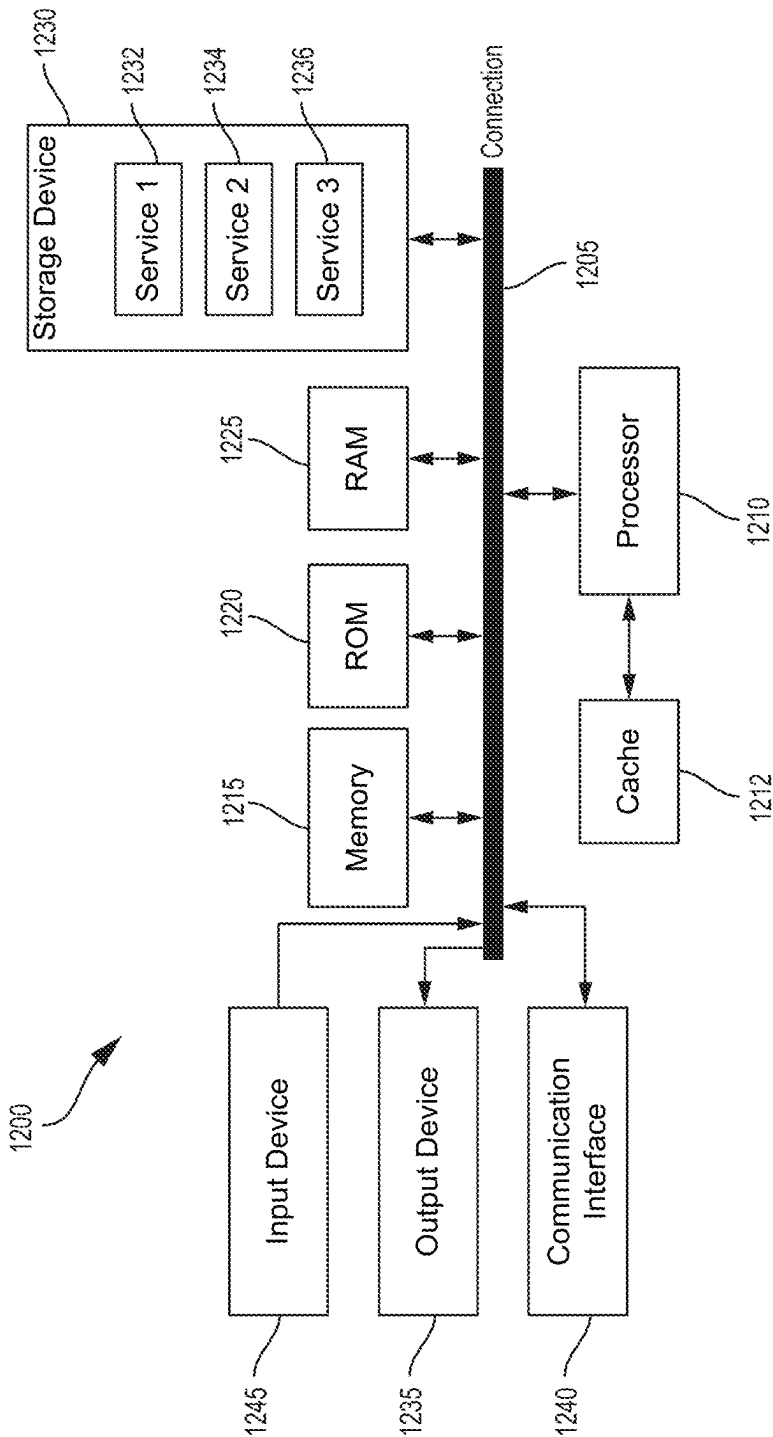 1200
1245
Input Device
1235
Output Device
1240
Communication
Interface
1215
Memory
1220
ROM
1225
RAM
1230
Storage Device
Service 1
1232
Service 2
1234
Service 3
1236
Connection
1205
1212
Cache
1210
Processor